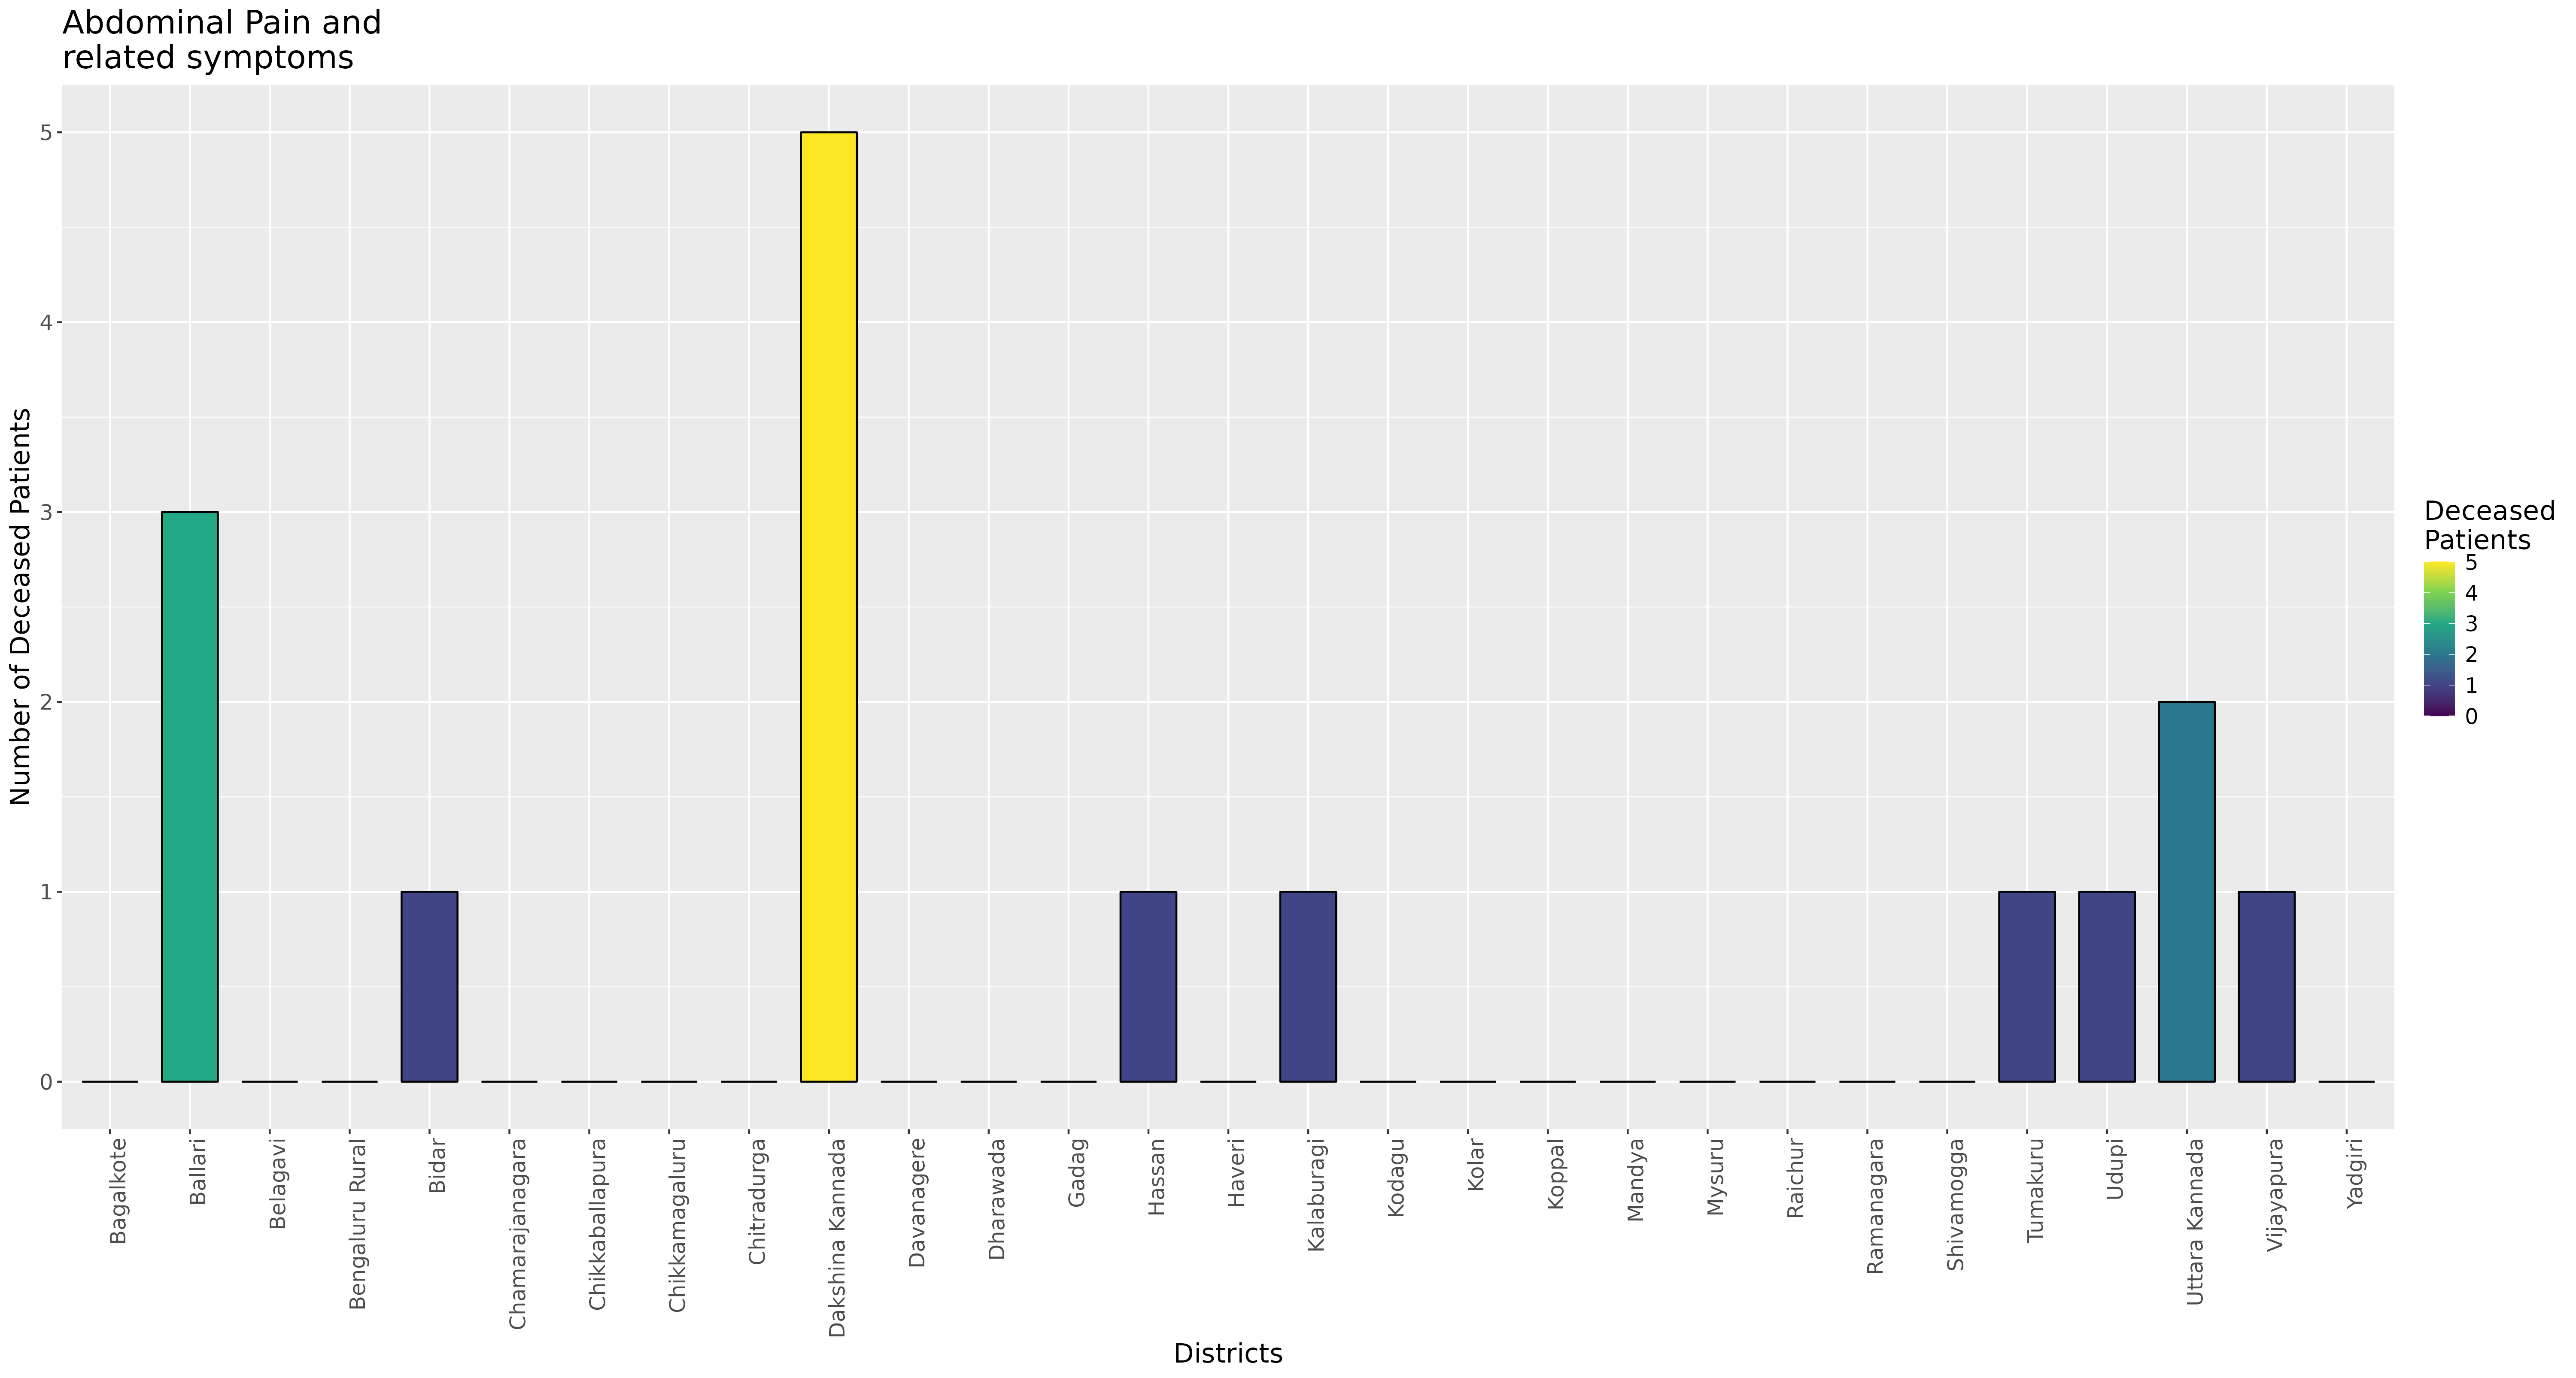 Abdominal Pain and
related symptoms
Number of Deceased Patients
5
4
3
2
1
0
Bagalkote
Ballari
Belagavi
Bengaluru Rural
Bidar
Chamarajanagara
Chikkaballapura
Chikkamagaluru
Chitradurga
Dakshina Kannada
Davanagere
Dharawada
Gadag
Hassan
Haveri
Kalaburagi
Kodagu
Kolar
Koppal
Mandya
Mysuru
Raichur
Ramanagara
Shivamogga
Tumakuru
Udupi
Uttara Kannada
Vijayapura
Yadgiri
Districts
Deceased
Patients
5
4
3
2
1
0